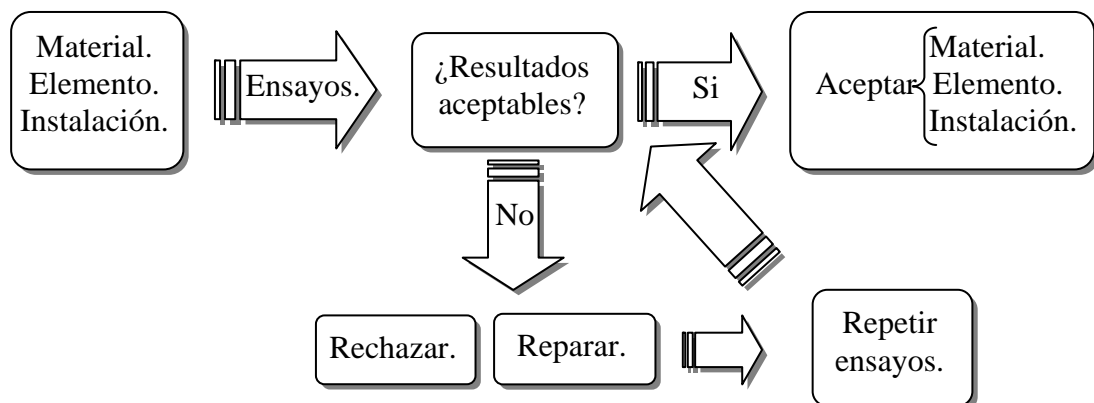 Material.
Elemento.
Instalación.
Ensayos.
¿Resultados
aceptables?
Si
Aceptar
Material.
Elemento.
Instalación.
No
Rechazar.
Reparar.
Repetir
ensayos.